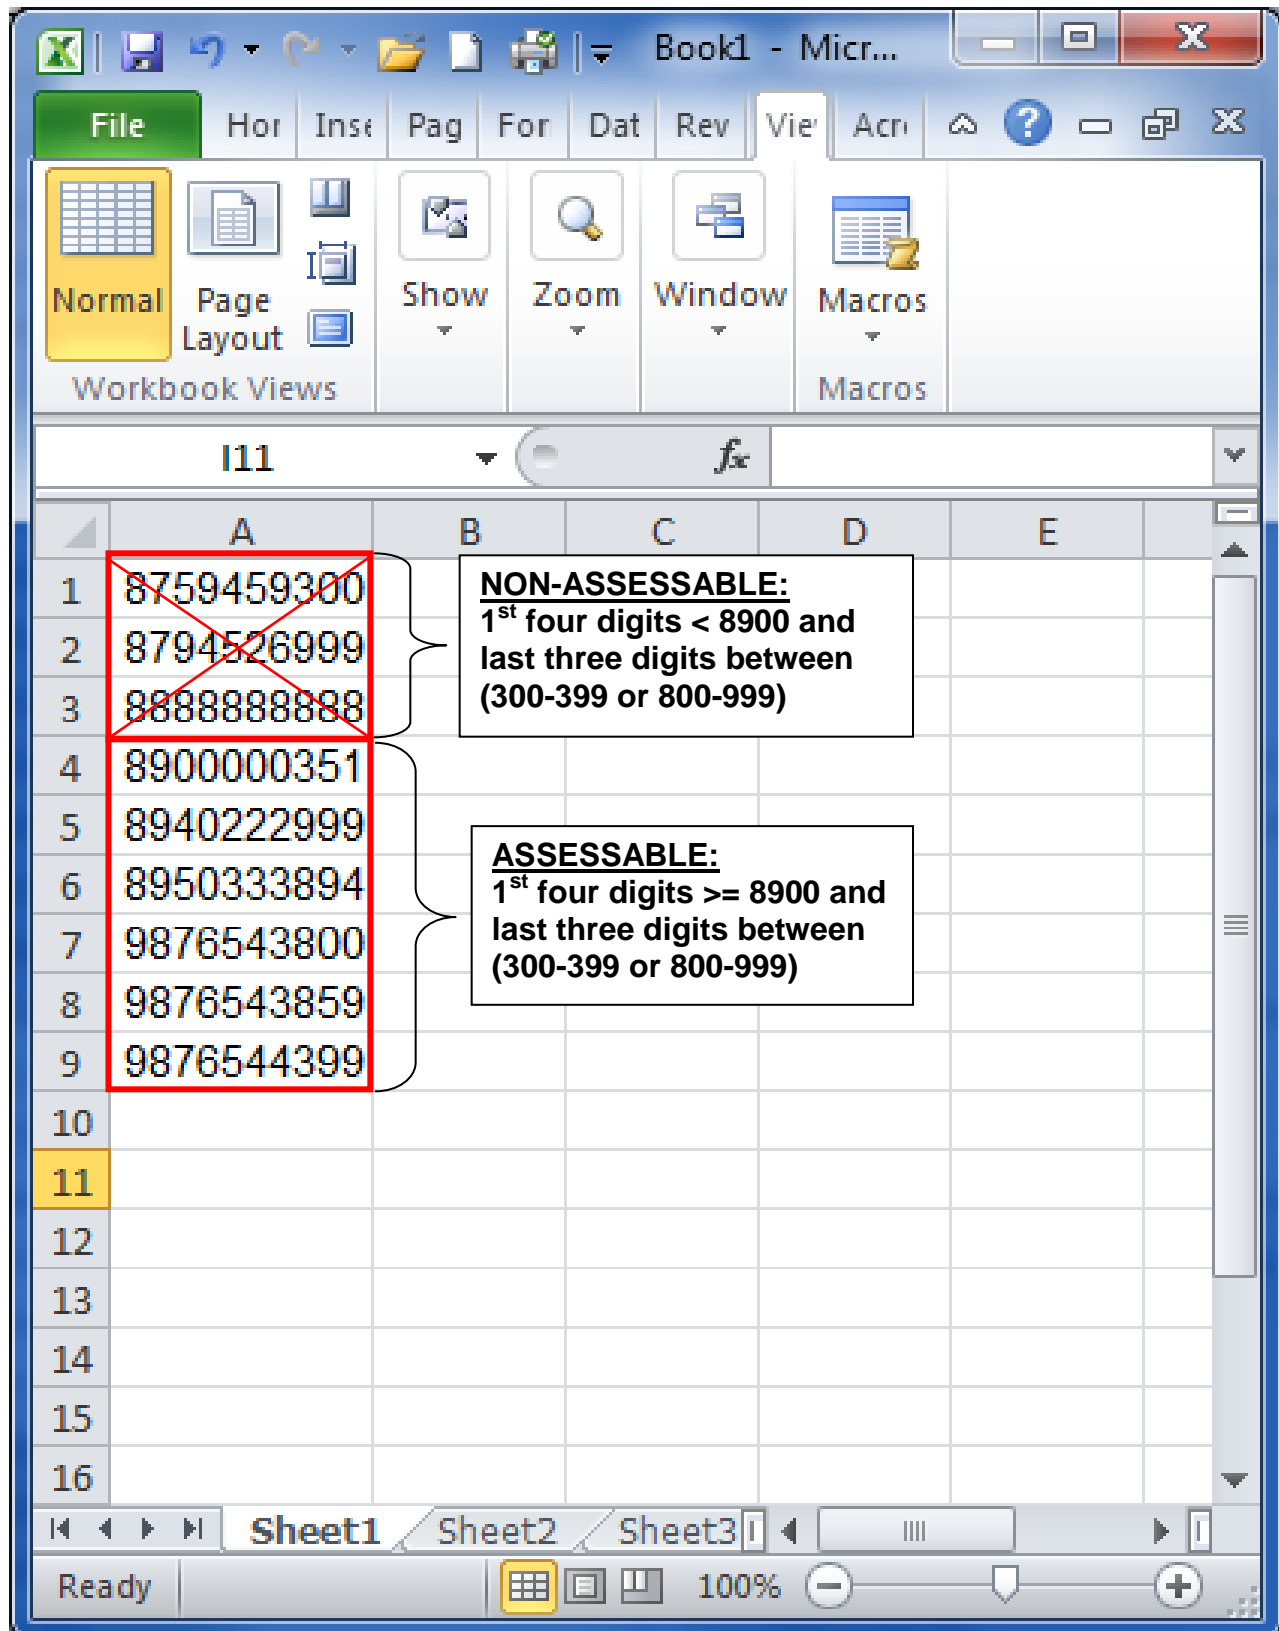 Book1 - Micr...
File Hor Inse Pag For Dat Rev Vie Acr
Normal Page Layout Show Zoom Window Macros
Workbook Views Macros
I11 fx
A B C D E
1 8759459300
2 8794526999
3 8888888888
4 8900000351
5 8940222999
6 8950333894
7 9876543800
8 9876543859
9 9876544399
10
11
12
13
14
15
16
NON-ASSESSABLE:
1st four digits < 8900 and
last three digits between
(300-399 or 800-999)
ASSESSABLE:
1st four digits >= 8900 and
last three digits between
(300-399 or 800-999)
Sheet1 Sheet2 Sheet3
Ready 100%